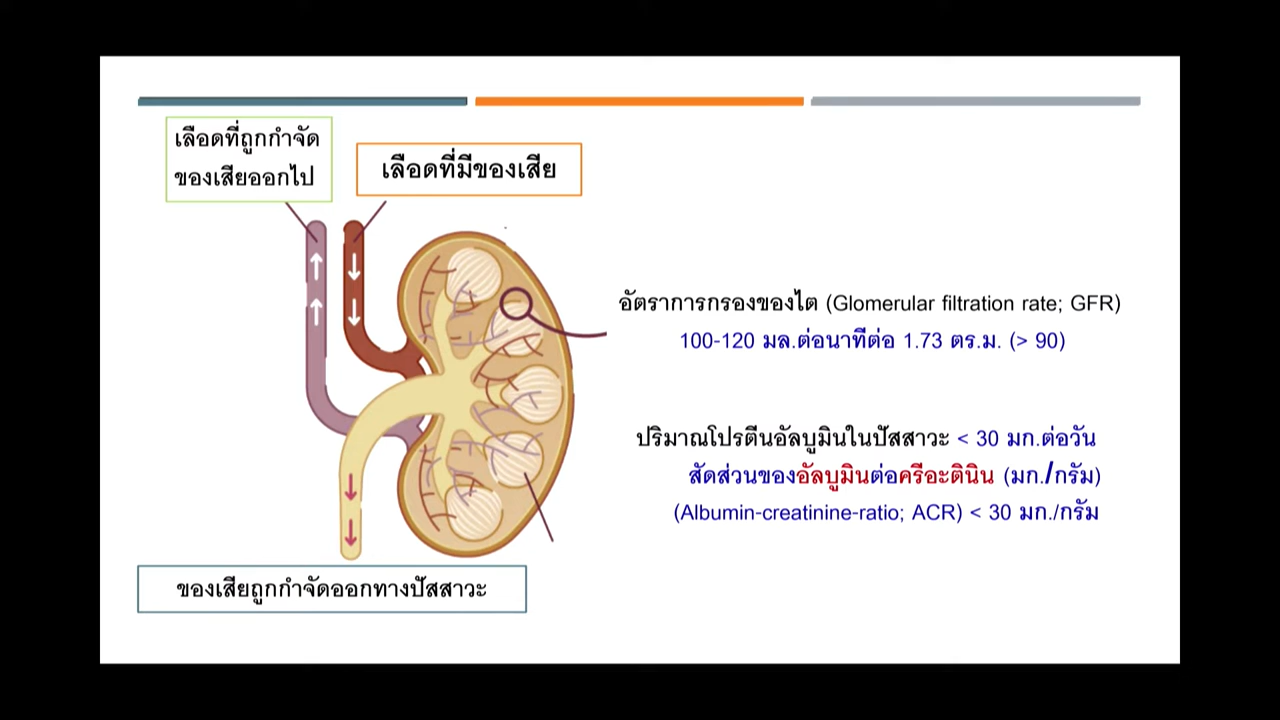 เลือดที่ถูกกำจัด
ของเสียออกไป
เลือดที่มีของเสีย
อัตราการกรองของไต (Glomerular filtration rate; GFR)
100-120 มล.ต่อนาทีต่อ 1.73 ตร.ม. (> 90)
ปริมาณโปรตีนอัลบูมินในปัสสาวะ < 30 มก.ต่อวัน
สัดส่วนของอัลบูมินต่อครีอะตินิน (มก./กรัม)
(Albumin-creatinine-ratio; ACR) < 30 มก./กรัม
ของเสียถูกกำจัดออกทางปัสสาวะ